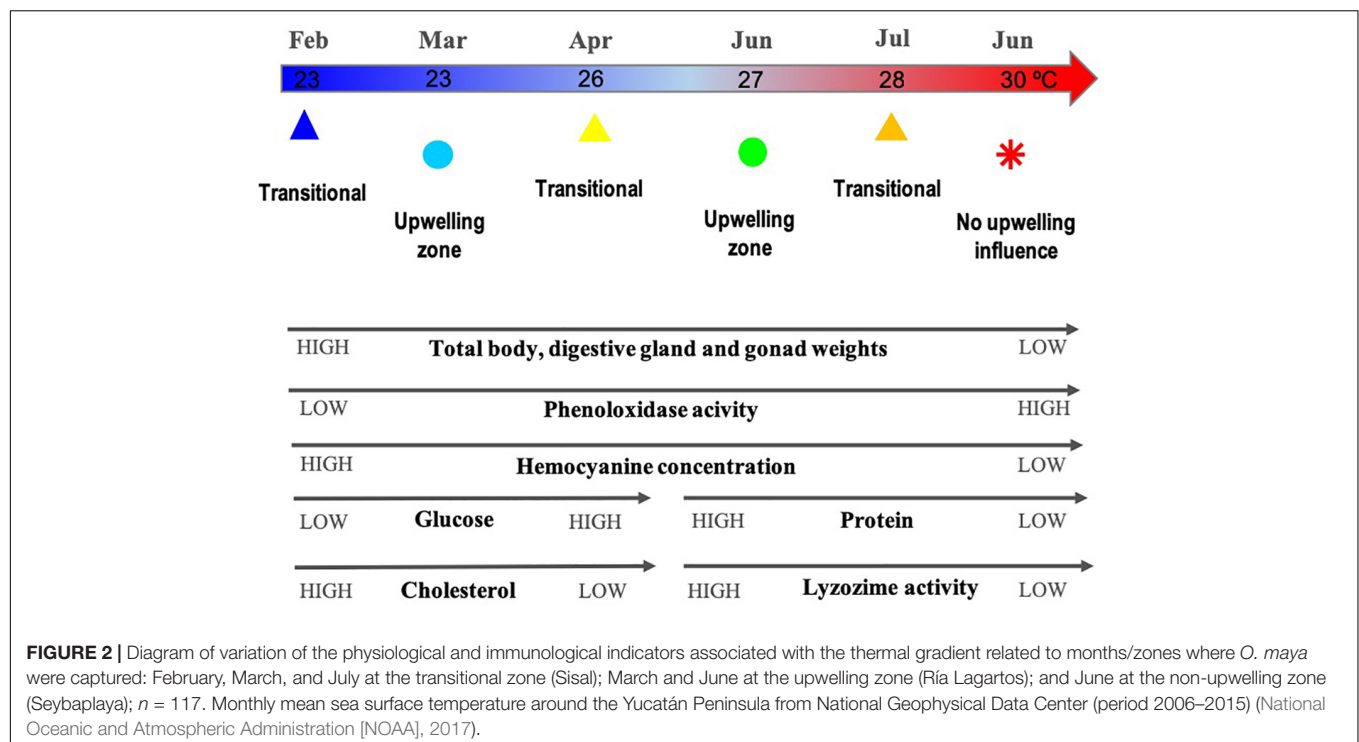 Feb Mar Apr Jun Jul Jun
23 23 26 27 28 30 ºC
Transitional Transitional Transitional
Upwelling zone Upwelling zone No upwelling influence
HIGH Total body, digestive gland and gonad weights LOW
LOW Phenoloxidase acivity HIGH
HIGH Hemocyanine concentration LOW
LOW Glucose HIGH HIGH Protein LOW
HIGH Cholesterol LOW HIGH Lyzozime activity LOW
FIGURE 2 | Diagram of variation of the physiological and immunological indicators associated with the thermal gradient related to months/zones where O. maya
were captured: February, March, and July at the transitional zone (Sisal); March and June at the upwelling zone (Ría Lagartos); and June at the non-upwelling zone
(Seybaplaya); n = 117. Monthly mean sea surface temperature around the Yucatán Peninsula from National Geophysical Data Center (period 2006–2015) (National
Oceanic and Atmospheric Administration [NOAA], 2017).